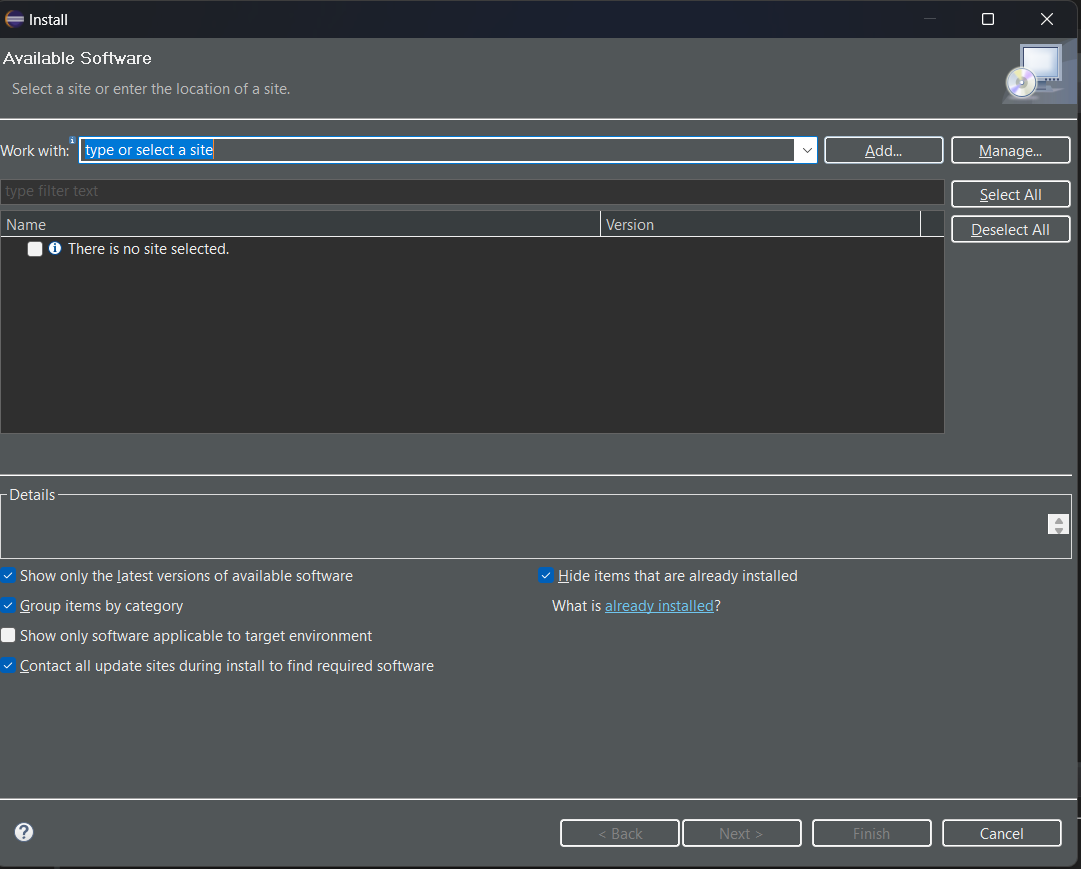 Install
Available Software
Select a site or enter the location of a site.
Work with: type or select a site Add... Manage...
type filter text Select All
Name Version Deselect All
There is no site selected.
Details
Show only the latest versions of available software Hide items that are already installed
Group items by category What is already installed?
Show only software applicable to target environment
Contact all update sites during install to find required software
? < Back Next > Finish Cancel